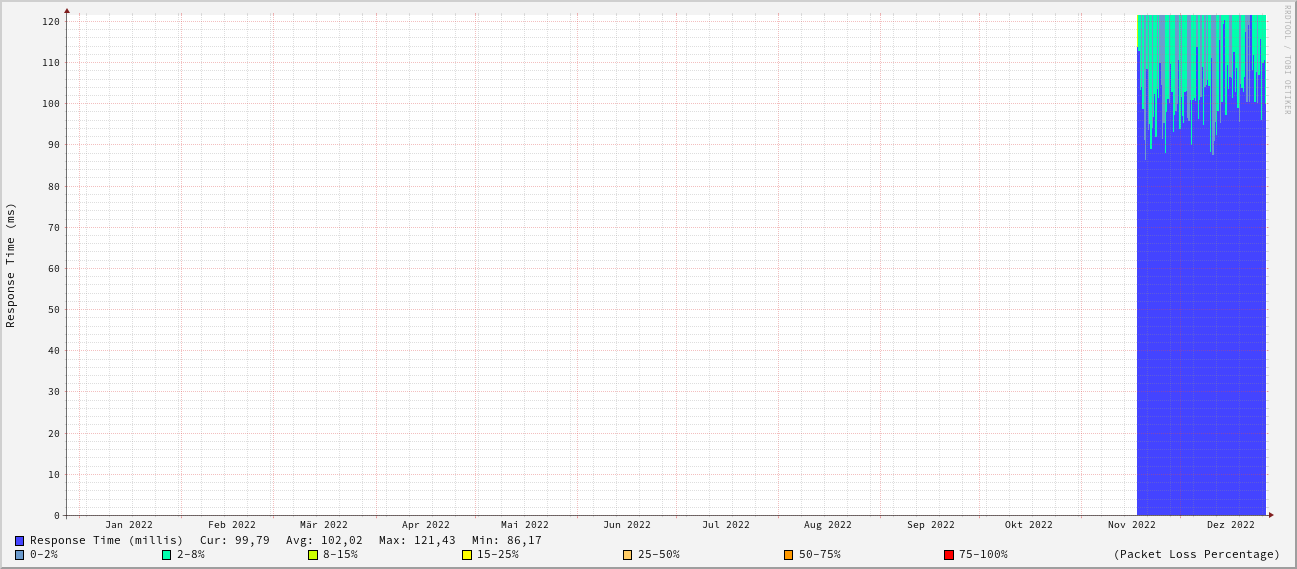 RRDTOOL / TOBI OETIKER
Response Time (ms)
120
110
100
90
80
70
60
50
40
30
20
10
0
Jan 2022 Feb 2022 Mär 2022 Apr 2022 Mai 2022 Jun 2022 Jul 2022 Aug 2022 Sep 2022 Okt 2022 Nov 2022 Dez 2022
Response Time (millis) Cur: 99,79 Avg: 102,02 Max: 121,43 Min: 86,17
0-2% 2-8% 8-15% 15-25% 25-50% 50-75% 75-100% (Packet Loss Percentage)